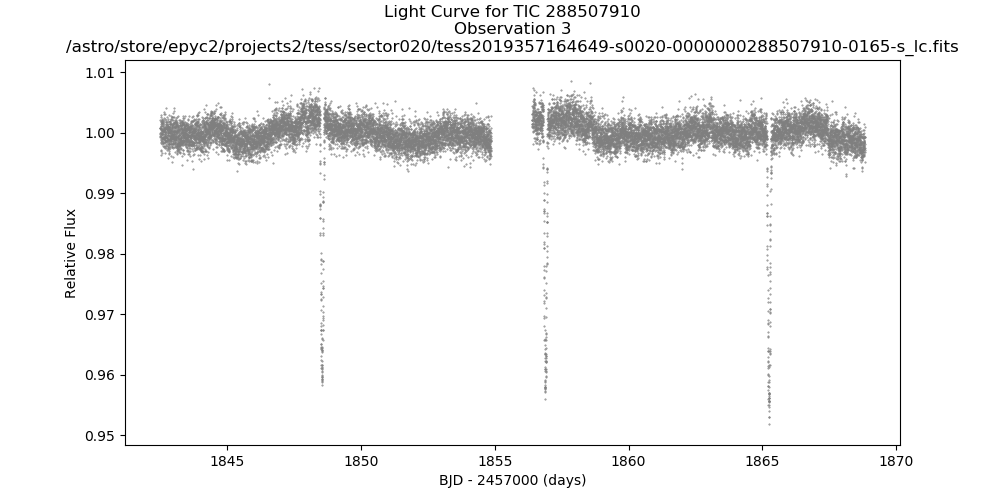 Light Curve for TIC 288507910
Observation 3
/astro/store/epyc2/projects2/tess/sector020/tess2019357164649-s0020-0000000288507910-0165-s_lc.fits
1.01
1.00
0.99
0.98
0.97
0.96
0.95
Relative Flux
1845
1850
1855
1860
1865
1870
BJD - 2457000 (days)